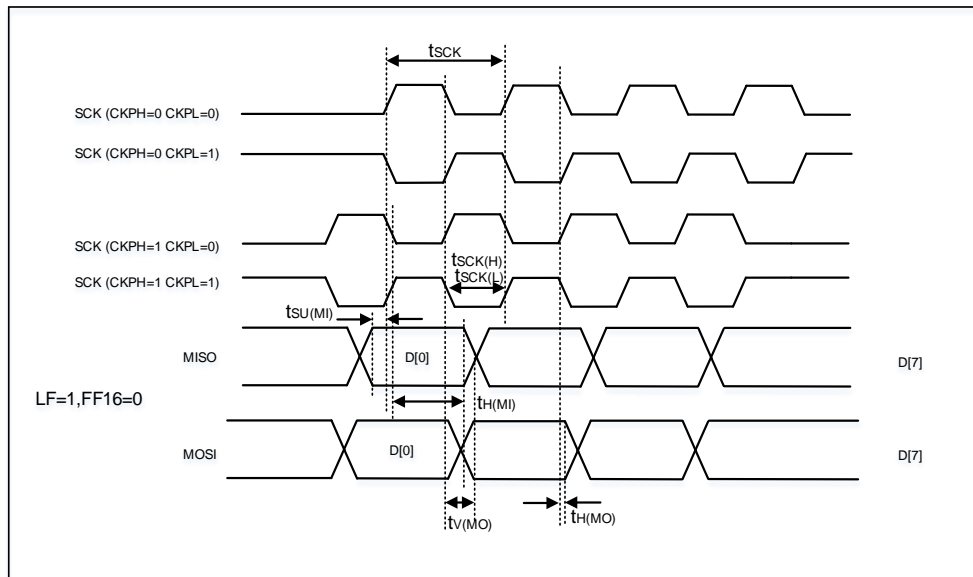 tSCK
SCK (CKPH=0 CKPL=0)
SCK (CKPH=0 CKPL=1)
SCK (CKPH=1 CKPL=0)
tSCK(H)
SCK (CKPH=1 CKPL=1)
tSCK(L)
tSU(MI)
MISO
D[0]
D[7]
LF=1,FF16=0
tH(MI)
MOSI
D[0]
D[7]
tV(MO)
tH(MO)